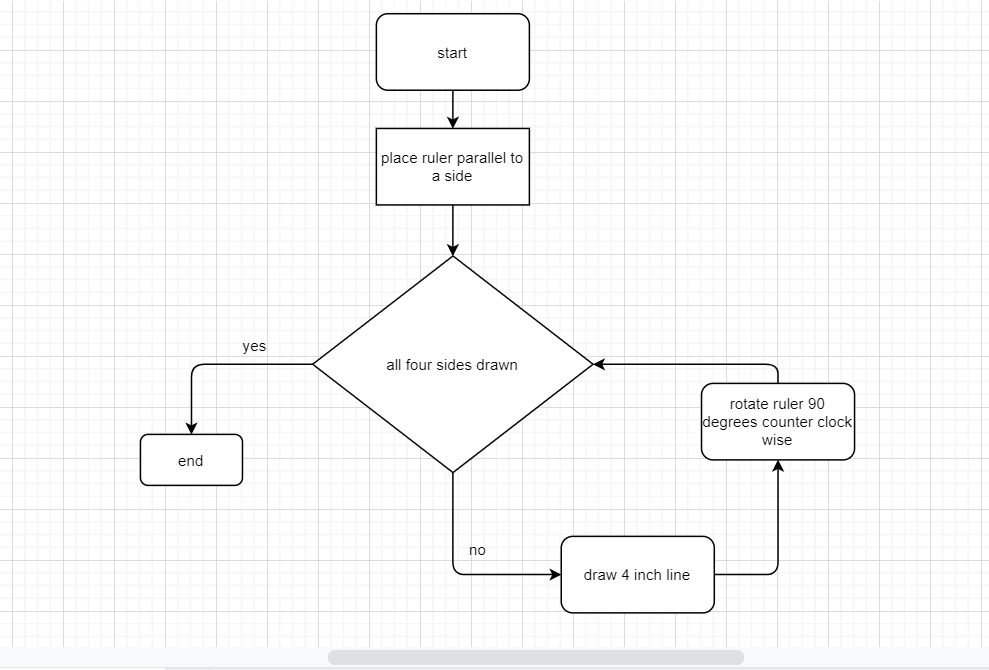 start
place ruler parallel to
a side
all four sides drawn
yes
end
no
draw 4 inch line
rotate ruler 90
degrees counter clock
wise